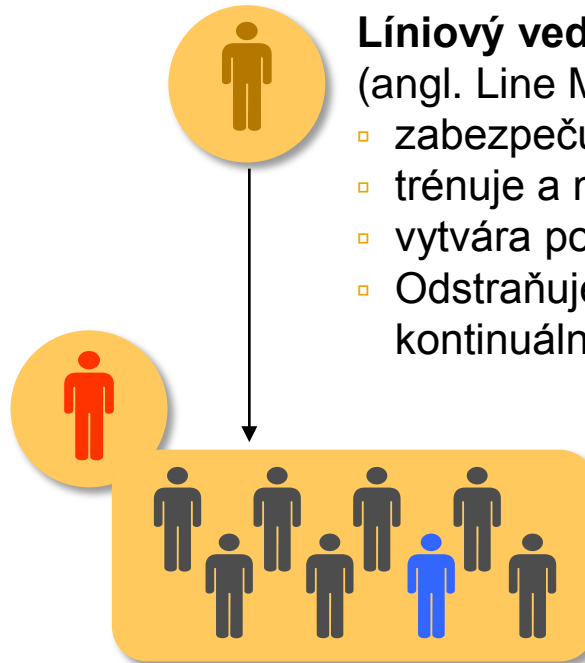 Líniový ved
(angl. Line M
zabezpeču
trénuje a
vytvára po
Odstraňuje
kontinuáln